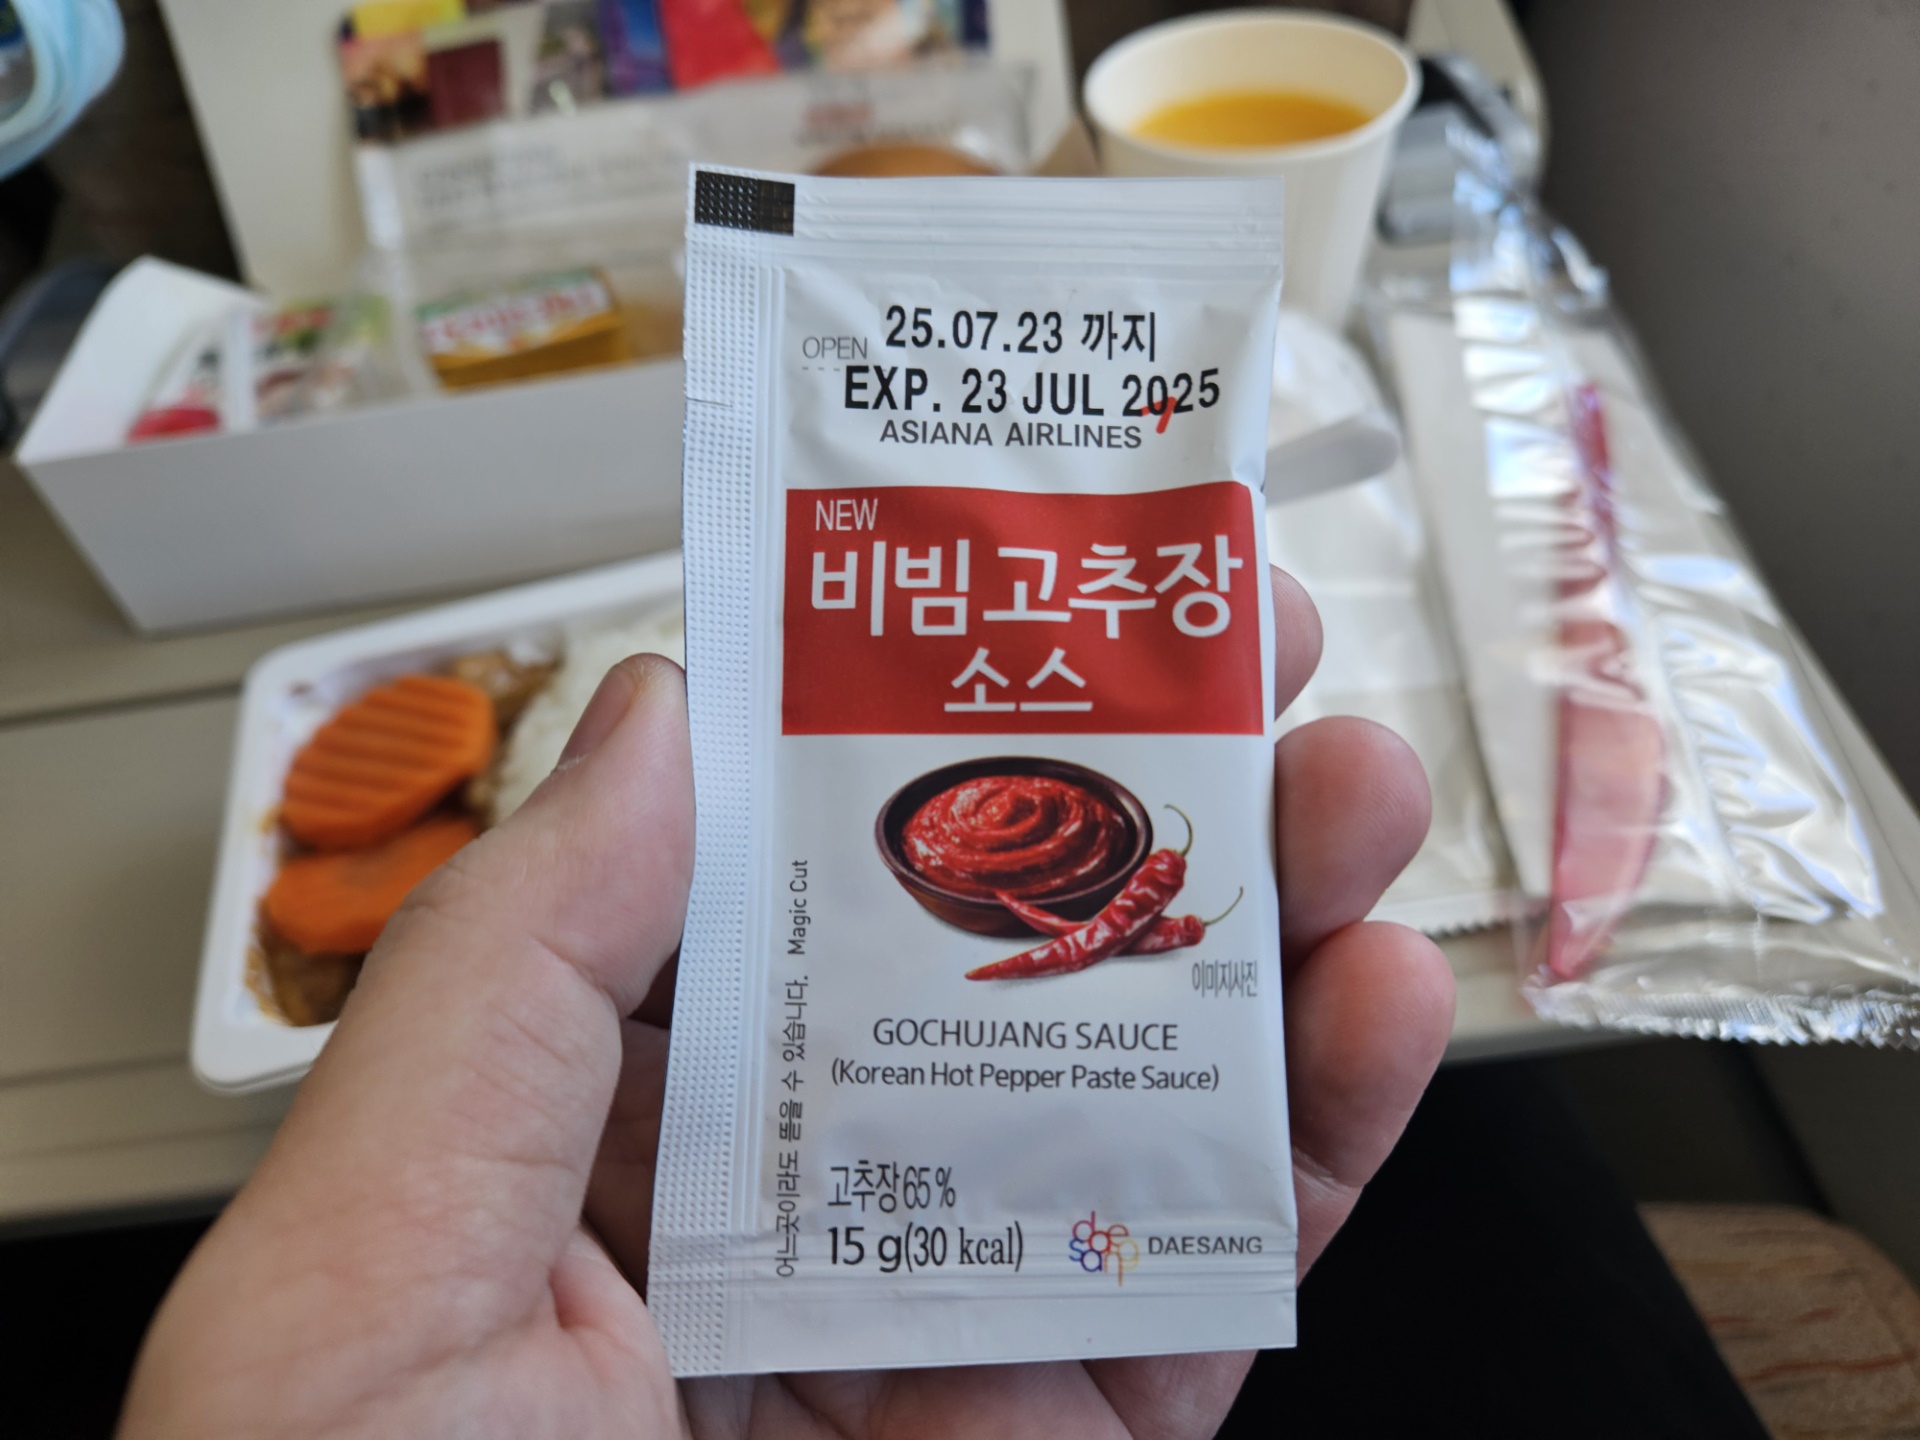 25.07.23 까지
OPEN
EXP. 23 JUL 2025
ASIANA AIRLINES
NEW
비빔고추장
소스
이미지사진
GOCHUJANG SAUCE
(Korean Hot Pepper Paste Sauce)
어느곳이라도 뜯을 수 있습니다. Magic Cut
고추장65%
15 g(30 kcal)
daesang
DAESANG